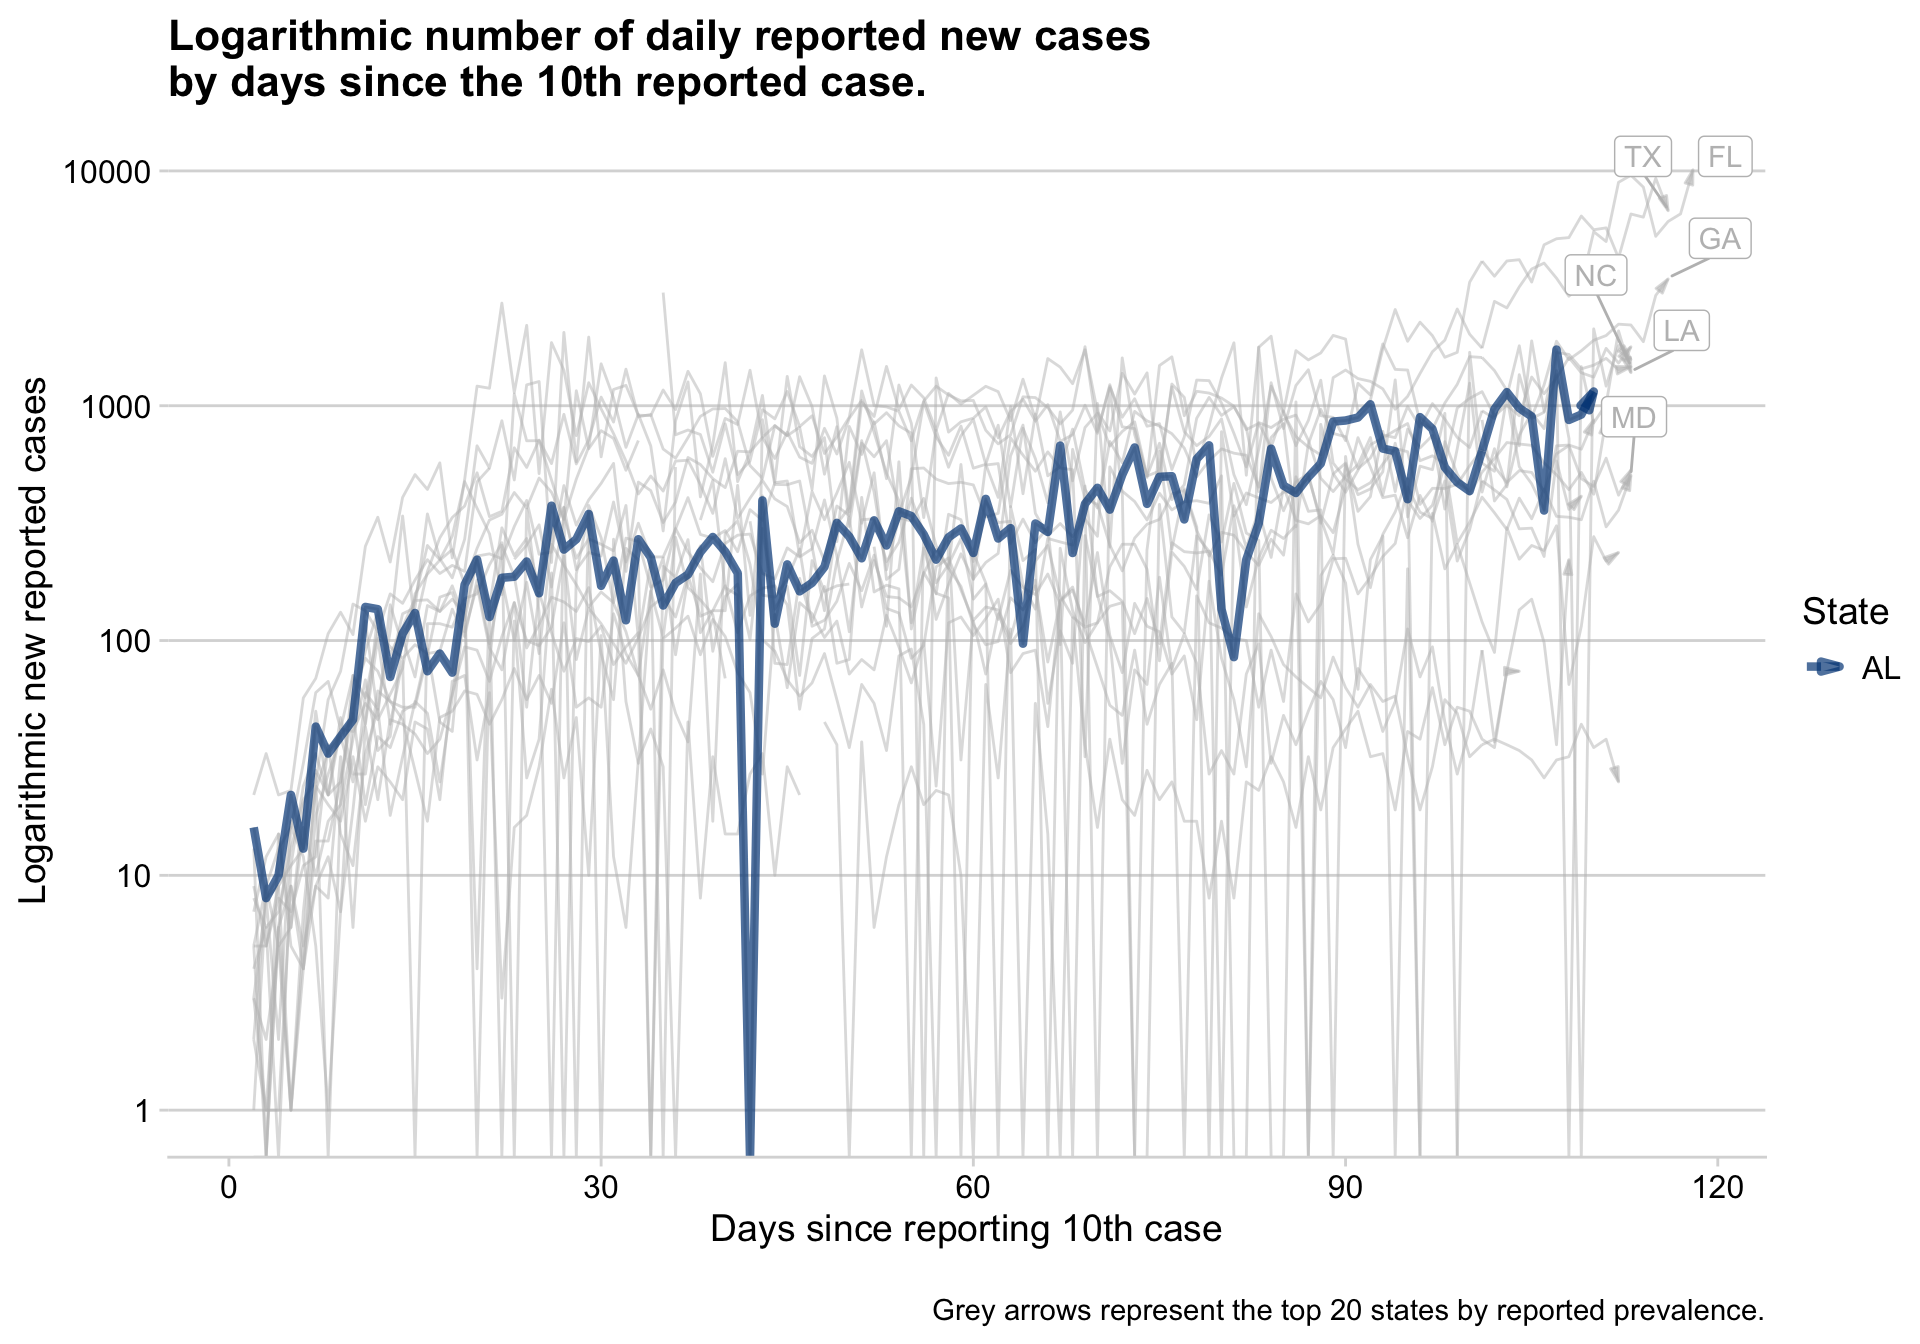 Logarithmic number of daily reported new cases
by days since the 10th reported case.
Logarithmic new reported cases
10000
1000
100
10
1
TX
FL
GA
NC
LA
MD
State
AL
0
30
60
90
120
Days since reporting 10th case
Grey arrows represent the top 20 states by reported prevalence.